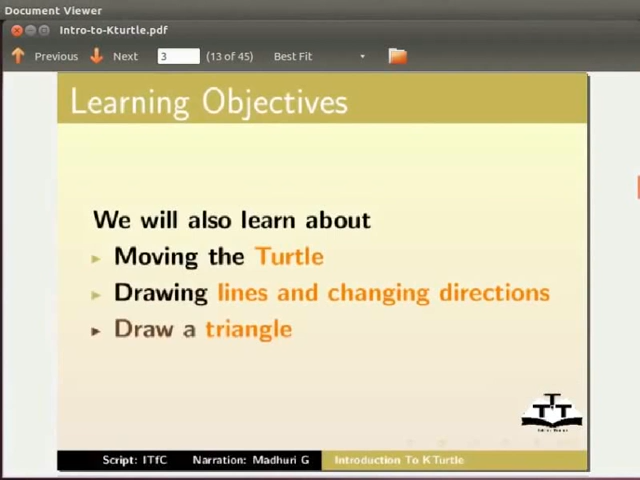 Document Viewer
Intro-to-Kturtle.pdf
Previous Next 3 (13 of 45) Best Fit
Learning Objectives
We will also learn about
Moving the Turtle
Drawing lines and changing directions
Draw a triangle
Script: ITfC Narration: Madhuri G Introduction To KTurtle